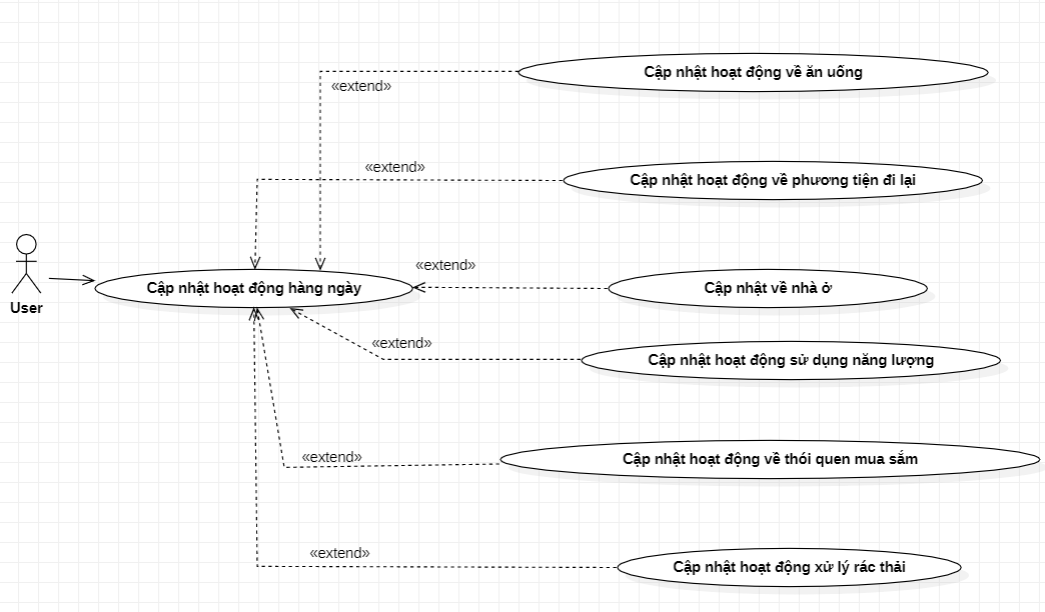 Cập nhật hoạt động về ăn uống
«extend»
«extend»
Cập nhật hoạt động về phương tiện đi lại
«extend»
User
Cập nhật hoạt động hàng ngày
Cập nhật về nhà ở
«extend»
Cập nhật hoạt động sử dụng năng lượng
«extend»
Cập nhật hoạt động về thói quen mua sắm
«extend»
Cập nhật hoạt động xử lý rác thải